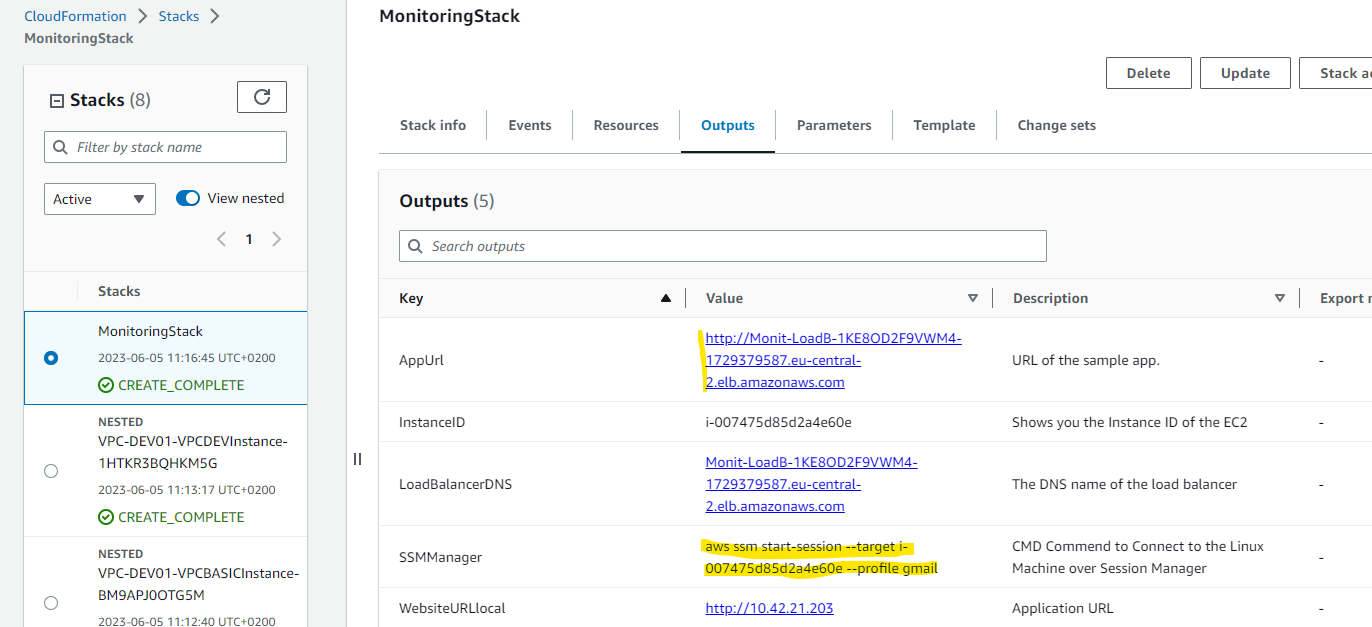 CloudFormation > Stacks >
MonitoringStack
Stacks (8)
Filter by stack name
Active
View nested
1
Stacks
MonitoringStack
2023-06-05 11:16:45 UTC+0200
CREATE_COMPLETE
NESTED
VPC-DEV01-VPCDEVInstance-
1HTKR3BQHKM5G
2023-06-05 11:13:17 UTC+0200
CREATE_COMPLETE
NESTED
VPC-DEV01-VPCBASICInstance-
BM9APJ0OTG5M
2023-06-05 11:12:40 UTC+0200
MonitoringStack
Delete Update Stack ac
Stack info Events Resources Outputs Parameters Template Change sets
Outputs (5)
Search outputs
Key Value Description Export n
AppUrl
http://Monit-LoadB-1KE8OD2F9VWM4-
1729379587.eu-central-
2.elb.amazonaws.com
URL of the sample app.
-
InstanceID i-007475d85d2a4e60e Shows you the Instance ID of the EC2 -
LoadBalancerDNS
Monit-LoadB-1KE8OD2F9VWM4-
1729379587.eu-central-
2.elb.amazonaws.com
The DNS name of the load balancer
-
SSMManager
aws ssm start-session --target i-
007475d85d2a4e60e --profile gmail
CMD Commend to Connect to the Linux
Machine over Session Manager
-
WebsiteURLlocal http://10.42.21.203 Application URL -